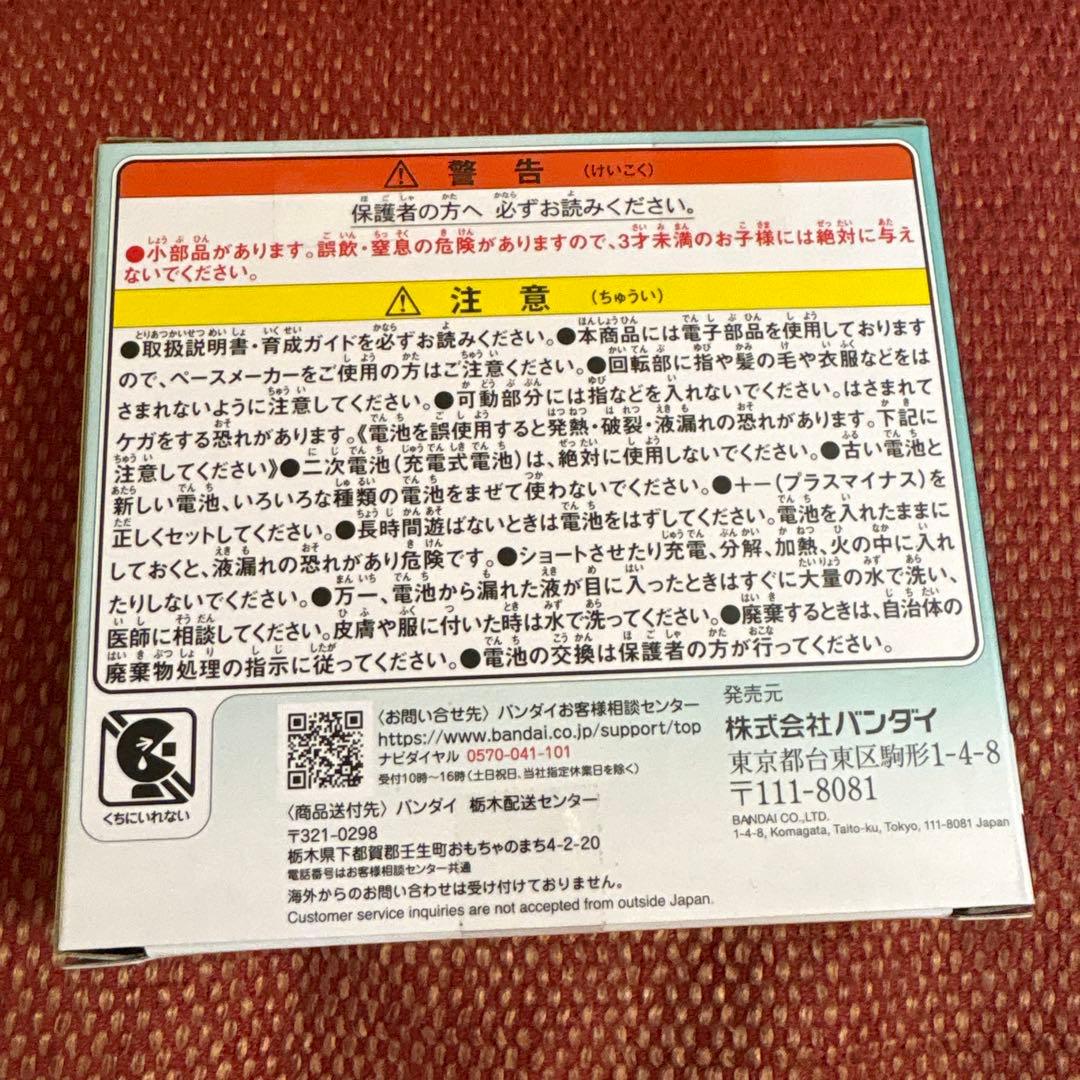 ⚠ 警告 （けいこく）
保護者の方へ 必ずお読みください。
●小部品があります。誤飲・窒息の危険がありますので、3才未満のお子様には絶対に与え
ないでください。
⚠ 注意 （ちゅうい）
●取扱説明書・育成ガイドを必ずお読みください。●本商品には電子部品を使用しております
ので、ペースメーカーをご使用の方はご注意ください。●回転部に指や髪の毛や衣服などをは
さまれないように注意してください。●可動部分には指などを入れないでください。はさまれて
ケガをする恐れがあります。《電池を誤使用すると発熱・破裂・液漏れの恐れがあります。下記に
注意してください》●二次電池（充電式電池）は、絶対に使用しないでください。●古い電池と
新しい電池、いろいろな種類の電池をまぜて使わないでください。●＋－（プラスマイナス）を
正しくセットしてください。●長時間遊ばないときは電池をはずしてください。電池を入れたままに
しておくと、液漏れの恐れがあり危険です。●ショートさせたり充電、分解、加熱、火の中に入れ
たりしないでください。●万一、電池から漏れた液が目に入ったときはすぐに大量の水で洗い、
医師に相談してください。皮膚や服に付いた時は水で洗ってください。●廃棄するときは、自治体の
廃棄物処理の指示に従ってください。●電池の交換は保護者の方が行ってください。
くちにいれない
〈お問い合せ先〉バンダイお客様相談センター
https://www.bandai.co.jp/support/top
ナビダイヤル 0570-041-101
受付10時～16時（土日祝日、当社指定休業日を除く）
〈商品送付先〉バンダイ 栃木配送センター
〒321-0298
栃木県下都賀郡壬生町おもちゃのまち4-2-20
電話番号はお客様相談センター共通
海外からのお問い合わせは受け付けておりません。
Customer service inquiries are not accepted from outside Japan.
発売元
株式会社バンダイ
東京都台東区駒形1-4-8
〒111-8081
BANDAI CO.,LTD.
1-4-8, Komagata, Taito-ku, Tokyo, 111-8081 Japan